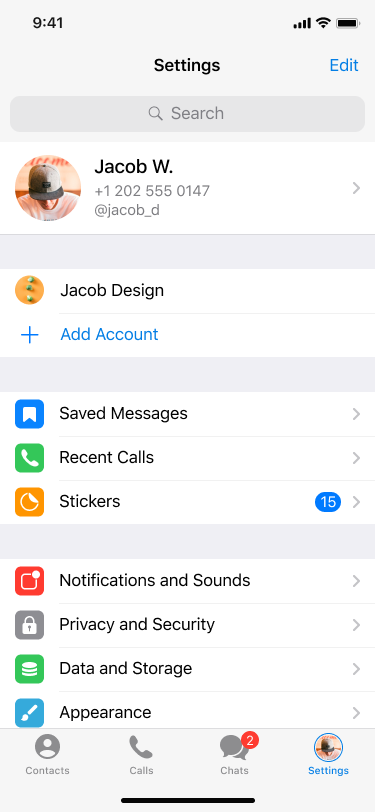 9:41
Settings
Edit
Search
Jacob W.
+1 202 555 0147
@jacob_d
Jacob Design
Add Account
Saved Messages
Recent Calls
Stickers
15
Notifications and Sounds
Privacy and Security
Data and Storage
Appearance
2
Contacts
Calls
Chats
Settings